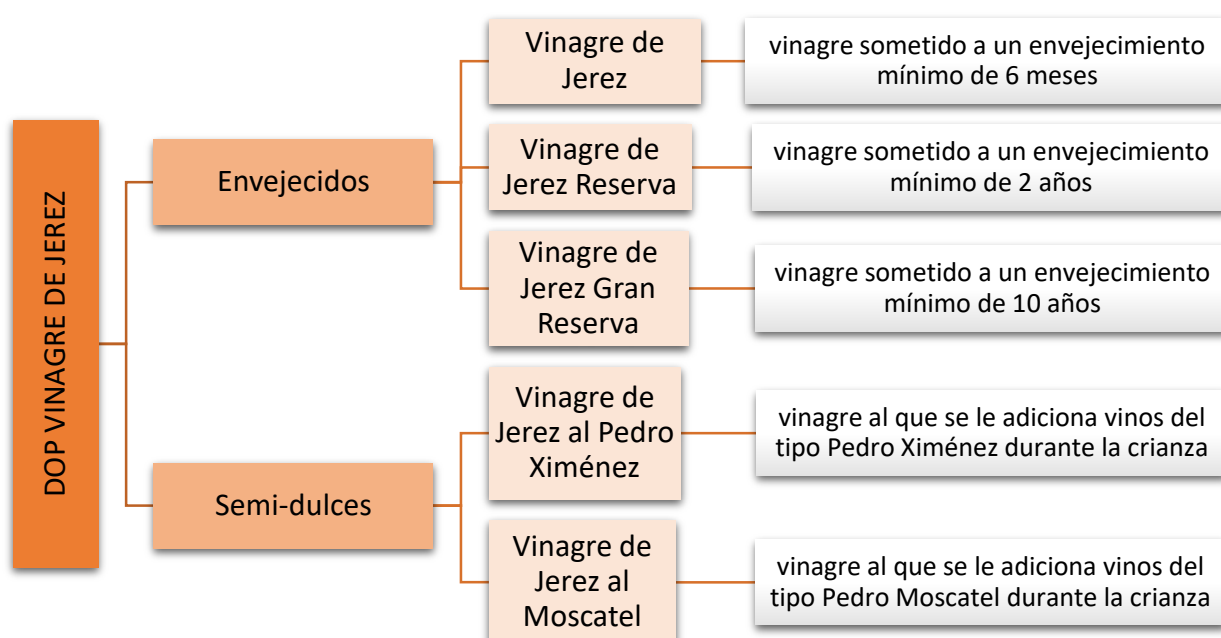 DOP VINAGRE DE JEREZ
Envejecidos
Vinagre de
Jerez
vinagre sometido a un envejecimiento
mínimo de 6 meses
Vinagre de
Jerez Reserva
vinagre sometido a un envejecimiento
mínimo de 2 años
Vinagre de
Jerez Gran
Reserva
vinagre sometido a un envejecimiento
mínimo de 10 años
Semi-dulces
Vinagre de
Jerez al Pedro
Ximénez
vinagre al que se le adiciona vinos del
tipo Pedro Ximénez durante la crianza
Vinagre de
Jerez al
Moscatel
vinagre al que se le adiciona vinos del
tipo Pedro Moscatel durante la crianza